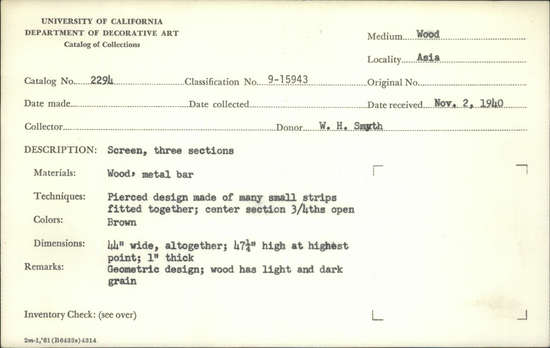 UNIVERSITY OF CALIFORNIA
DEPARTMENT OF DECORATIVE ART
Catalog of Collections
Medium Wood
Locality Asia
Catalog No. 2294 Classification No. 9-15943 Original No.
Date made Date collected Date received Nov. 2, 1940
Collector Donor W. H. Smyth
DESCRIPTION: Screen, three sections
Materials: Wood, metal bar
Techniques: Pierced design made of many small strips
fitted together; center section 3/4ths open
Colors: Brown
Dimensions: 44" wide, altogether; 47¼" high at highest
point; 1" thick
Remarks: Geometric design; wood has light and dark
grain
Inventory Check: (see over)
2m-1,'61(B6433s)4314